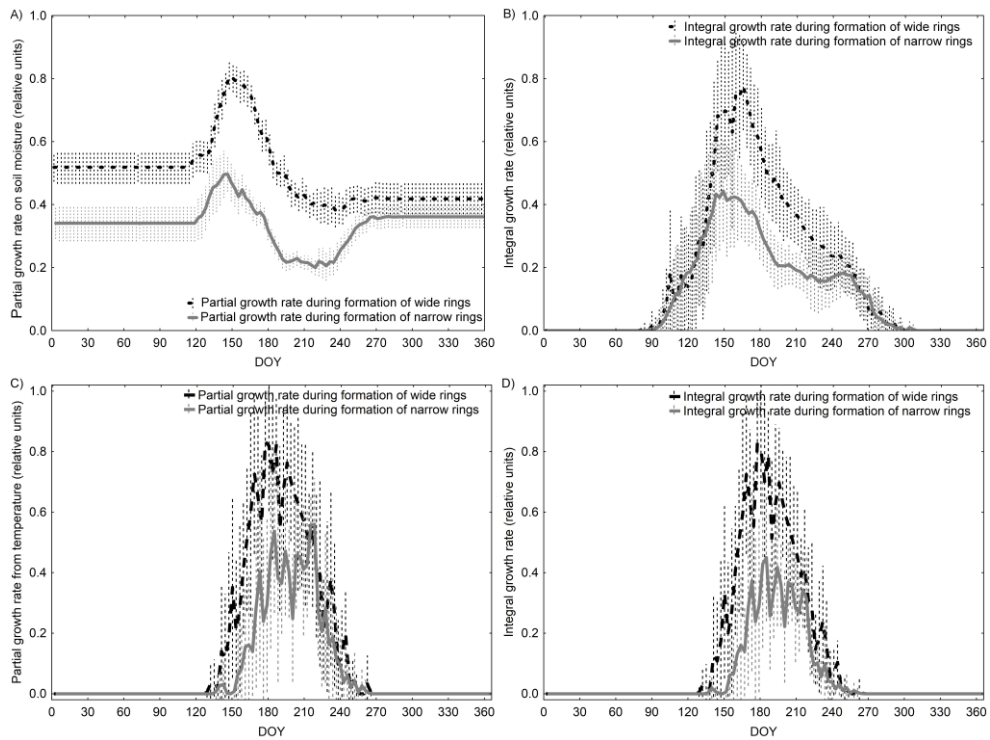 A)
Partial growth rate on soil moisture (relative units)
1.0
0.8
0.6
0.4
0.2
0.0
Partial growth rate during formation of wide rings
Partial growth rate during formation of narrow rings
0 30 60 90 120 150 180 210 240 270 300 330 360
DOY
B)
Integral growth rate (relative units)
1.0
0.8
0.6
0.4
0.2
0.0
Integral growth rate during formation of wide rings
Integral growth rate during formation of narrow rings
0 30 60 90 120 150 180 210 240 270 300 330 360
DOY
C)
Partial growth rate from temperature (relative units)
1.0
0.8
0.6
0.4
0.2
0.0
Partial growth rate during formation of wide rings
Partial growth rate during formation of narrow rings
0 30 60 90 120 150 180 210 240 270 300 330 360
DOY
D)
Integral growth rate (relative units)
1.0
0.8
0.6
0.4
0.2
0.0
Integral growth rate during formation of wide rings
Integral growth rate during formation of narrow rings
0 30 60 90 120 150 180 210 240 270 300 330 360
DOY